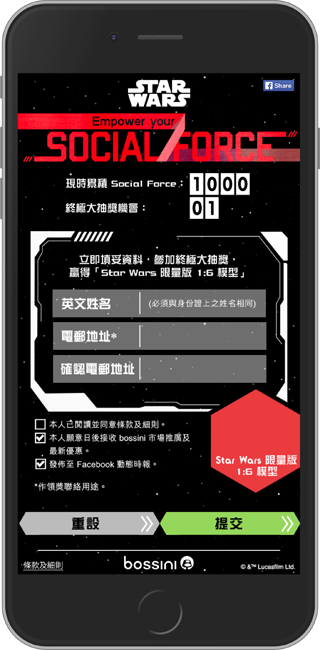 STAR
WARS
Share
Empower your
SOCIAL FORCE
現時累積 Social Force：1000
終極大抽獎機會：01
立即填妥資料，參加終極大抽獎，
贏得「Star Wars 限量版 1:6 模型」
英文姓名 (必須與身份證上之姓名相同)
電郵地址*
確認電郵地址
本人已閱讀並同意條款及細則。
本人願意日後接收 bossini 市場推廣及
最新優惠。
發佈至 Facebook 動態時報。
Star Wars 限量版
1:6 模型
*作領獎聯絡用途。
重設
提交
條款及細則
bossini
© &™ Lucasfilm Ltd.